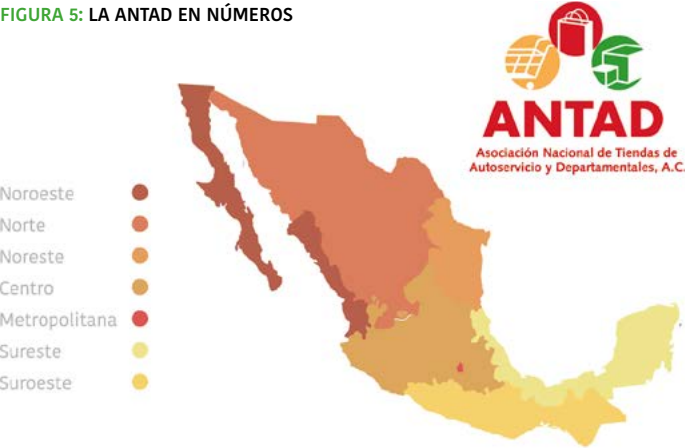 FIGURA 5: LA ANTAD EN NÚMEROS
ANTAD
Asociación Nacional de Tiendas de
Autoservicio y Departamentales, A.C.
Noroeste
Norte
Noreste
Centro
Metropolitana
Sureste
Suroeste